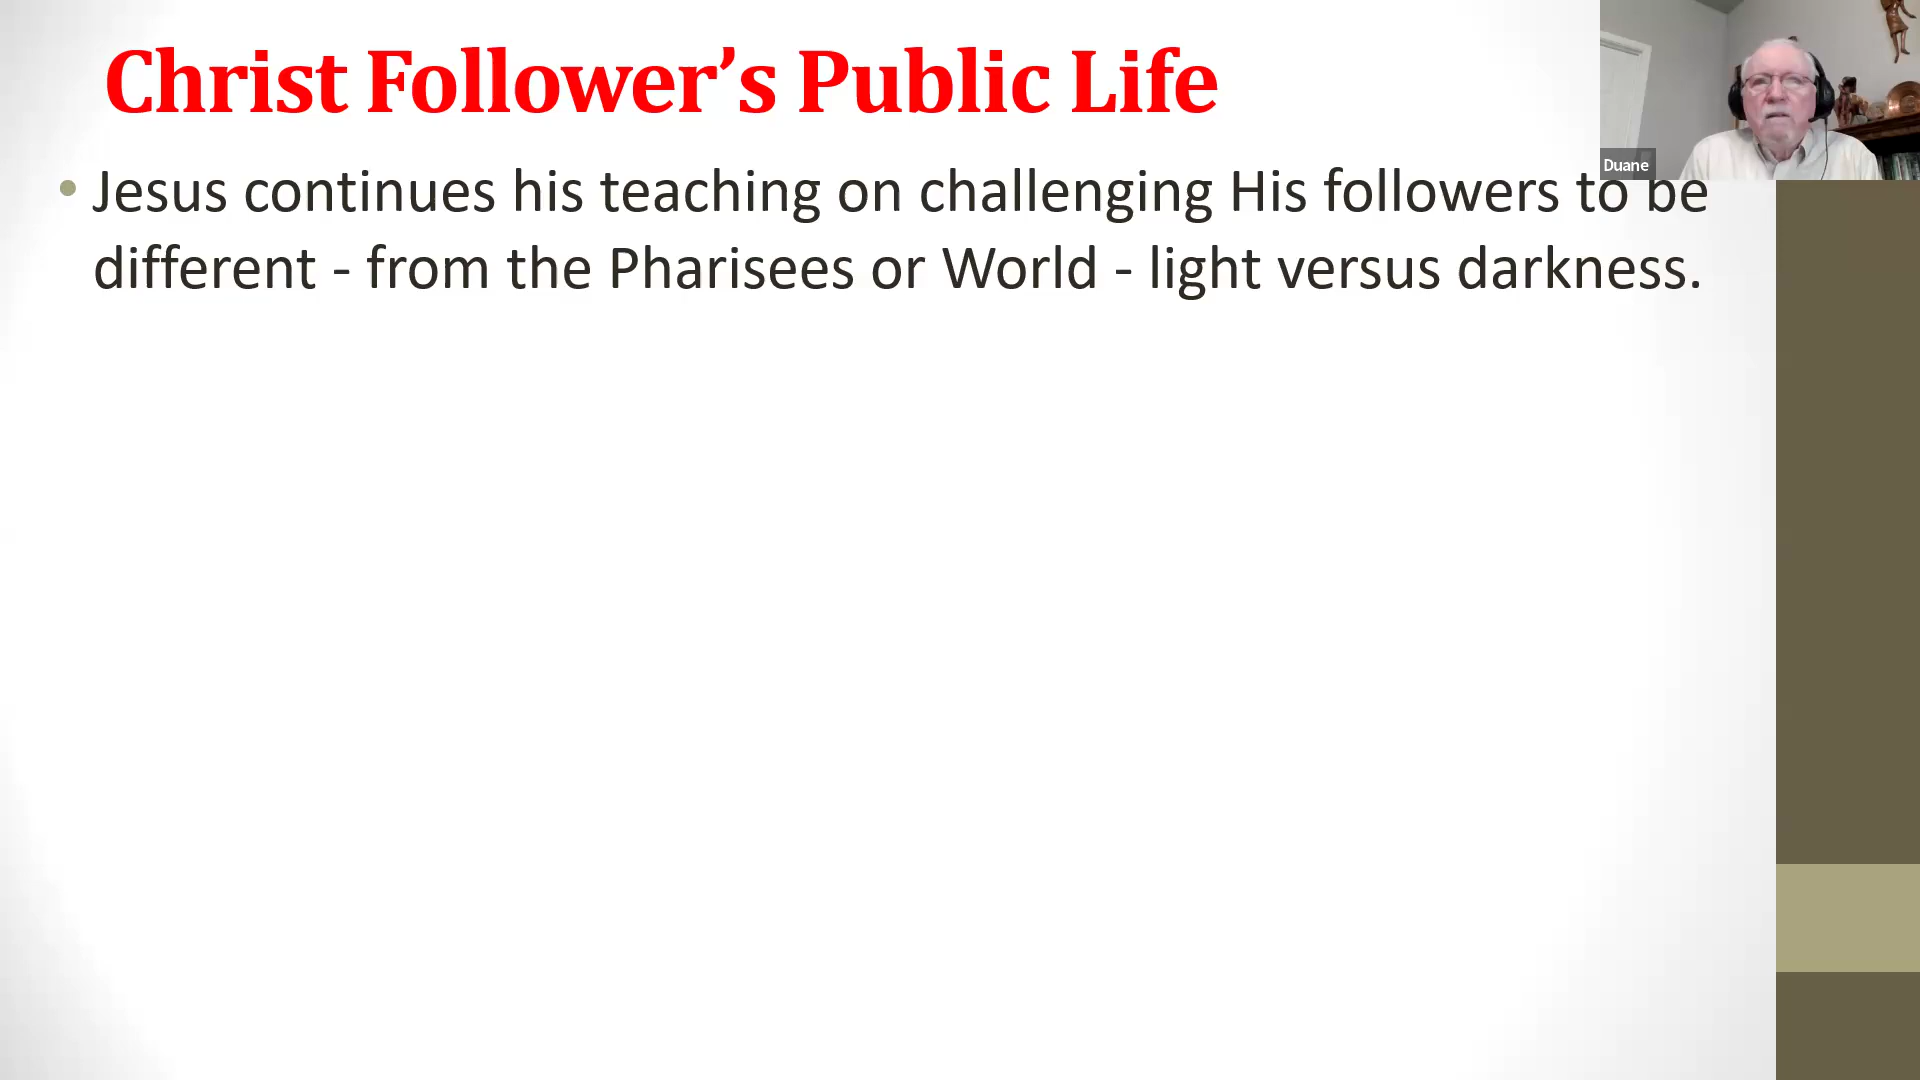 Christ Follower’s Public Life
Duane
• Jesus continues his teaching on challenging His followers to be
different - from the Pharisees or World - light versus darkness.